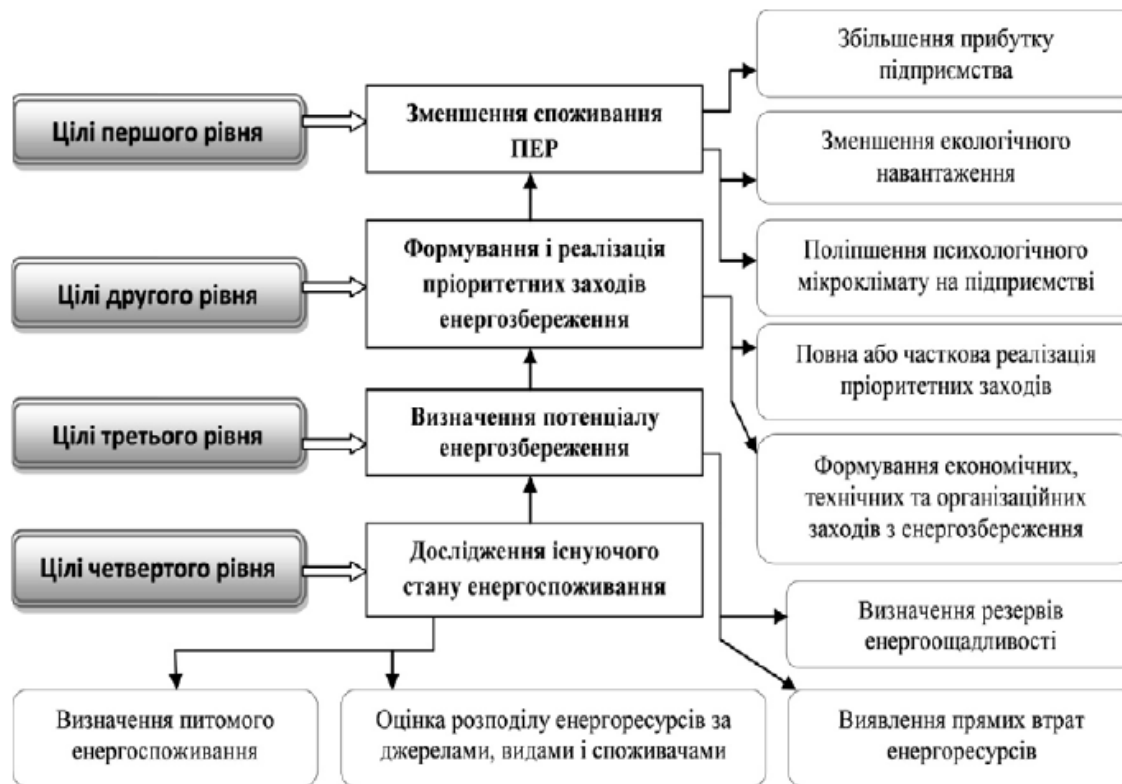 Збільшення прибутку
підприємства
Цілі першого рівня
Зменшення споживання
ПЕР
Зменшення екологічного
навантаження
Цілі другого рівня
Формування і реалізація
пріоритетних заходів
енергозбереження
Поліпшення психологічного
мікроклімату на підприємстві
Повна або часткова реалізація
пріоритетних заходів
Цілі третього рівня
Визначення потенціалу
енергозбереження
Формування економічних,
технічних та організаційних
заходів з енергозбереження
Цілі четвертого рівня
Дослідження існуючого
стану енергоспоживання
Визначення резервів
енергоощадливості
Визначення питомого
енергоспоживання
Оцінка розподілу енергоресурсів за
джерелами, видами і споживачами
Виявлення прямих втрат
енергоресурсів